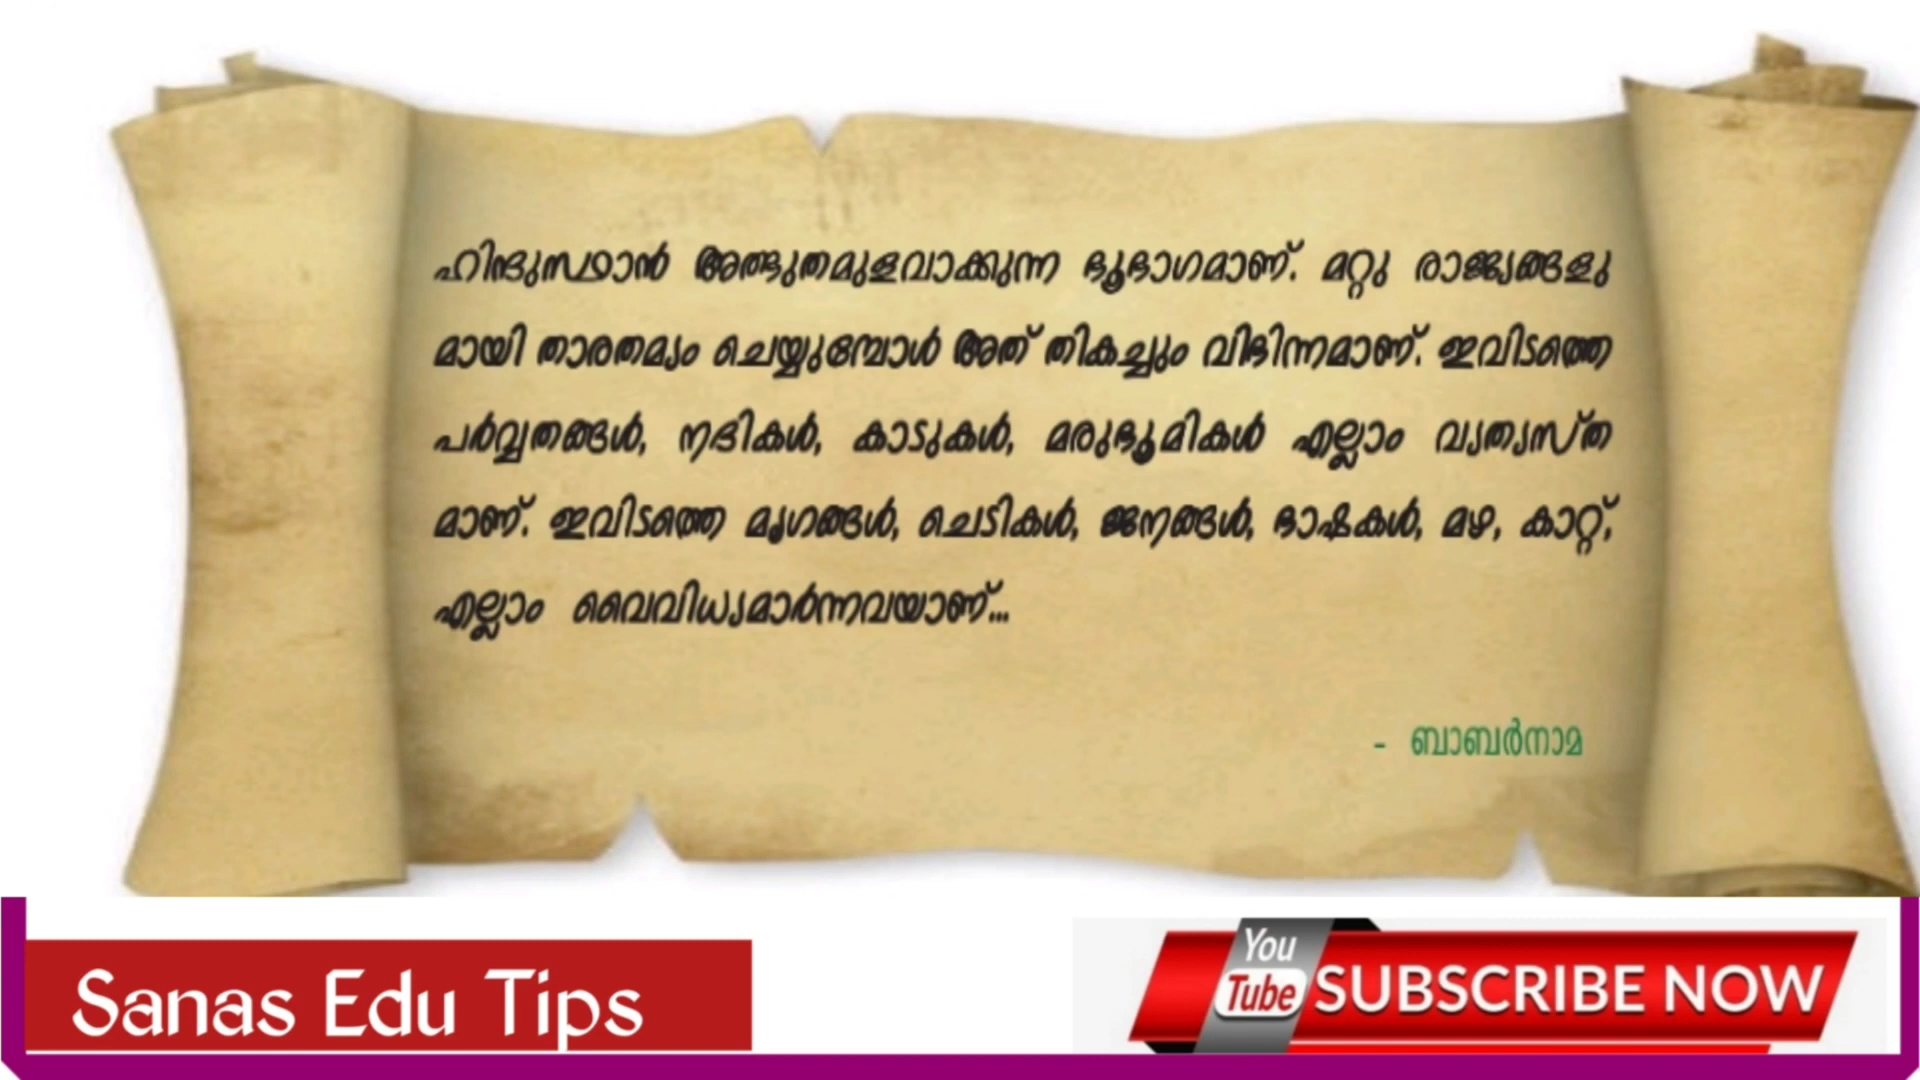 ഹിന്ദുസ്ഥാൻ അത്ഭുതമുളവാക്കുന്ന ഭൂഭാഗമാണ്. മറ്റു രാജ്യങ്ങളു
മായി താരതമ്യം ചെയ്യുമ്പോൾ അത് തികച്ചും വിഭിന്നമാണ്. ഇവിടത്തെ
പർവ്വതങ്ങൾ, നദികൾ, കാടുകൾ, മരുഭൂമികൾ എല്ലാം വ്യത്യസ്ത
മാണ്. ഇവിടത്തെ മൃഗങ്ങൾ, ചെടികൾ, ജനങ്ങൾ, ഭാഷകൾ, മഴ, കാറ്റ്,
എല്ലാം വൈവിധ്യമാർന്നവയാണ്...
- ബാബർനാമ
Sanas Edu Tips
You
Tube SUBSCRIBE NOW